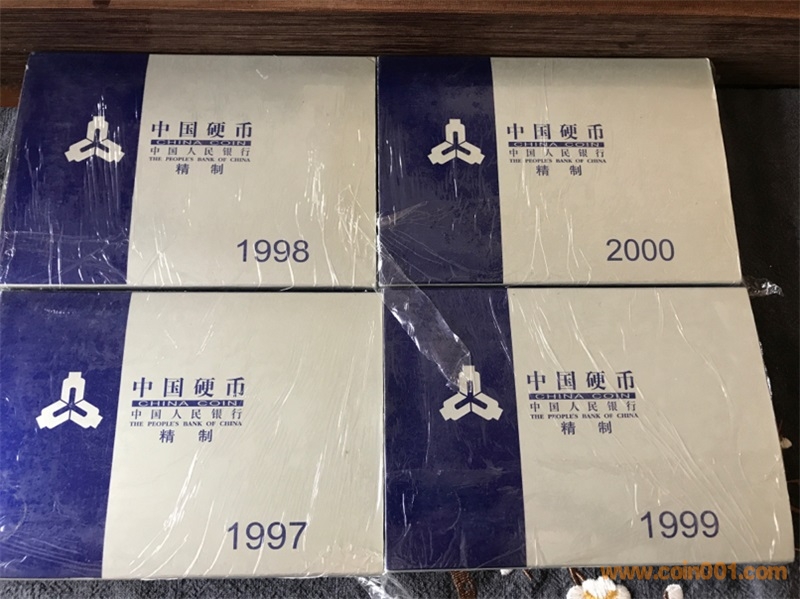 中国硬币
CHINA COIN
中国人民银行
THE PEOPLE'S BANK OF CHINA
精 制
1998
中国硬币
CHINA COIN
中国人民银行
THE PEOPLE'S BANK OF CHINA
精 制
2000
中国硬币
CHINA COIN
中国人民银行
THE PEOPLE'S BANK OF CHINA
精 制
1997
中国硬币
CHINA COIN
中国人民银行
THE PEOPLE'S BANK OF CHINA
精 制
1999
www.coin001.com